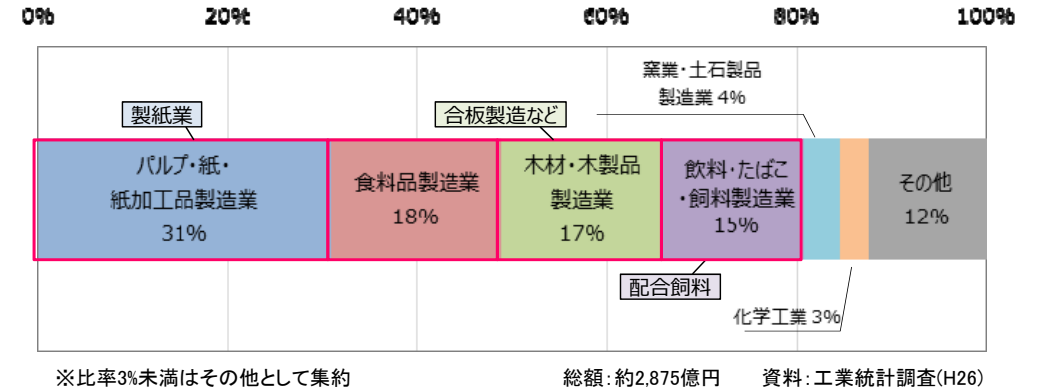 0% 20% 40% 60% 80% 100%
窯業・土石製品
製造業 4%
製紙業
合板製造など
パルプ・紙・
紙加工品製造業
31%
食料品製造業
18%
木材・木製品
製造業
17%
飲料・たばこ
・飼料製造業
15%
その他
12%
配合飼料
化学工業 3%
※比率3%未満はその他として集約
総額：約2,875億円
資料：工業統計調査(H26)